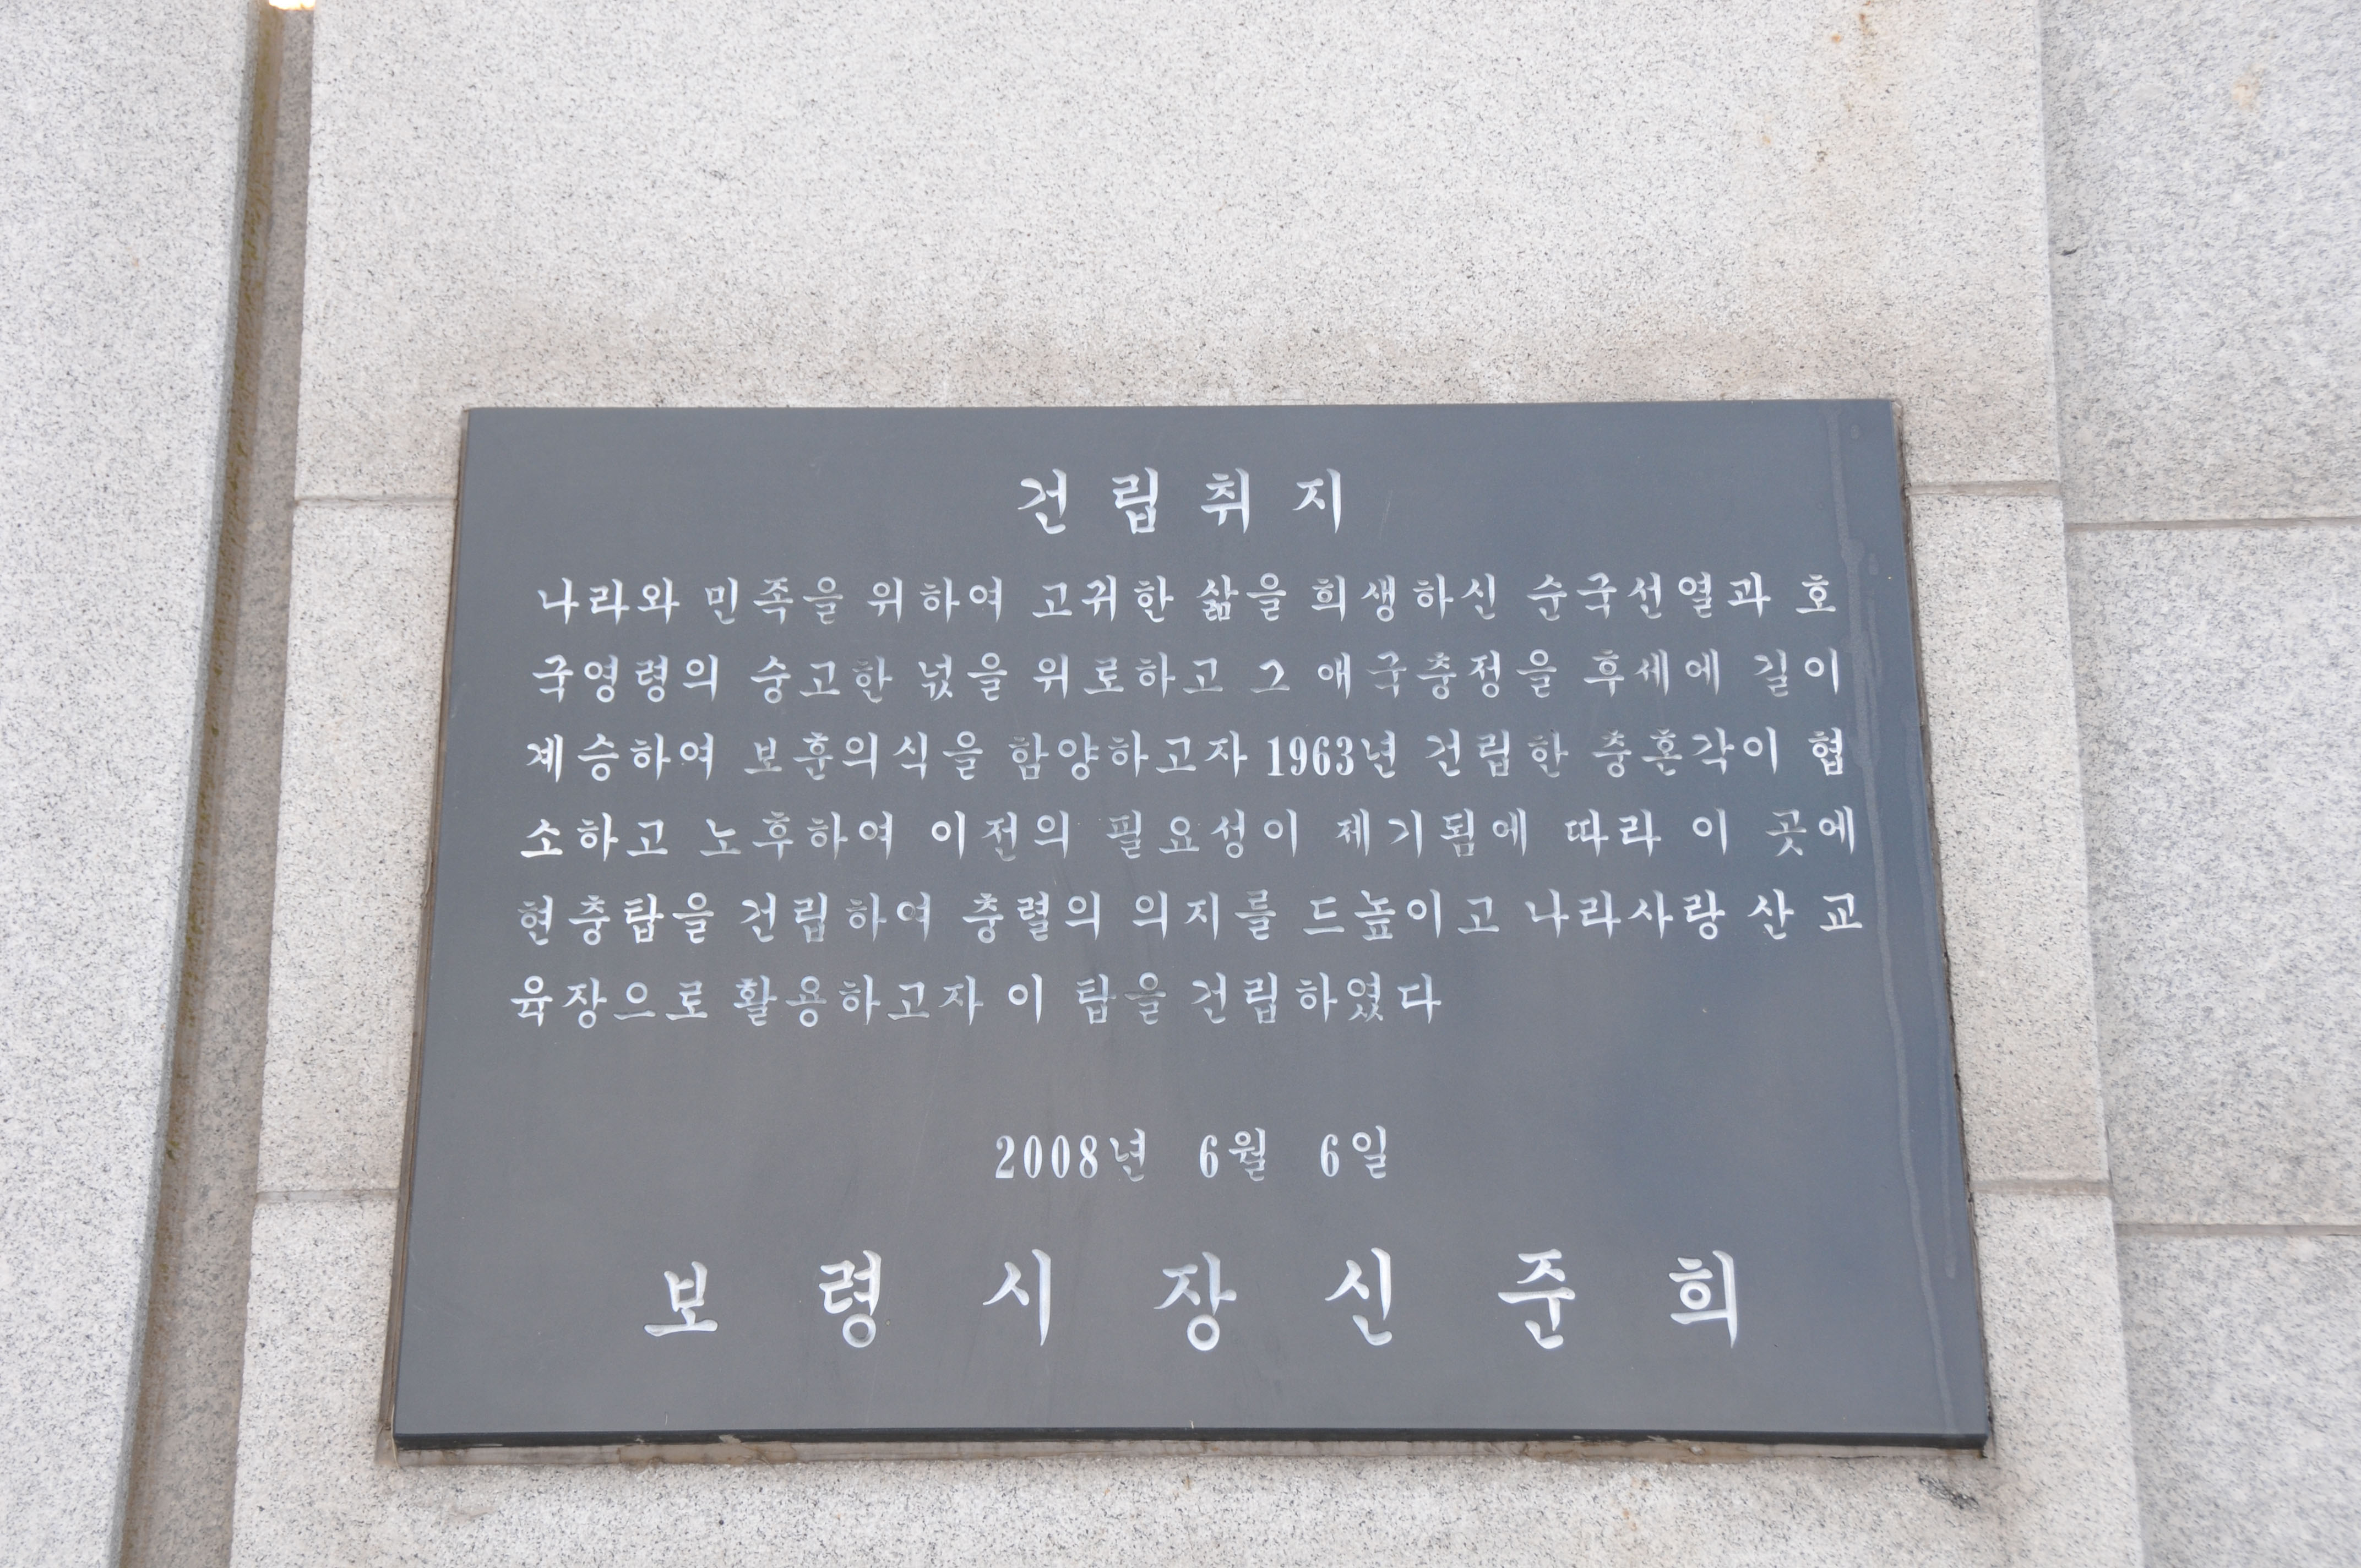 건립취지
나라와 민족을 위하여 고귀한 삶을 희생하신 순국선열과 호
국영령의 숭고한 넋을 위로하고 그 애국충정을 후세에 길이
계승하여 보훈의식을 함양하고자 1963년 건립한 충혼각이 협
소하고 노후하여 이전의 필요성이 제기됨에 따라 이 곳에
현충탑을 건립하여 충렬의 의지를 드높이고 나라사랑 산 교
육장으로 활용하고자 이 탑을 건립하였다
2008년 6월 6일
보령시장신준희